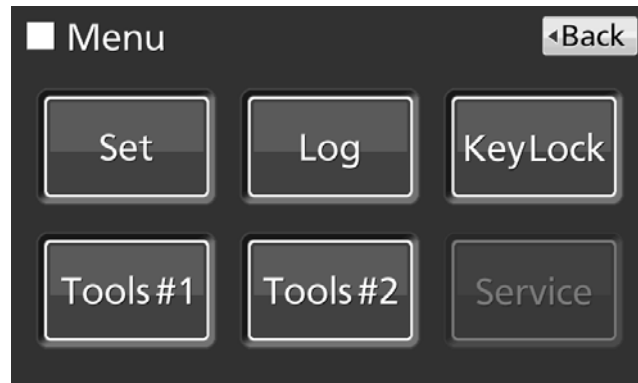 Menu
Back
Set
Log
KeyLock
Tools#1
Tools#2
Service